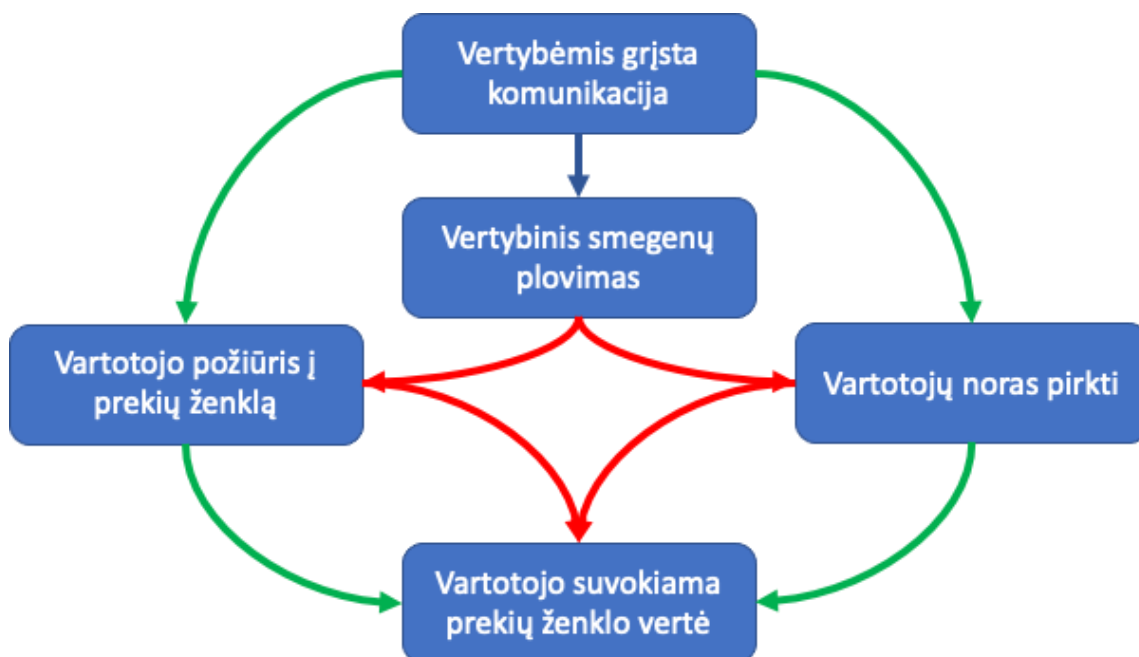 Vertybėmis grįsta
komunikacija
Vertybinis smegenų
plovimas
Vartotojo požiūris į
prekių ženklą
Vartotojų noras pirkti
Vartotojo suvokiama
prekių ženklo vertė